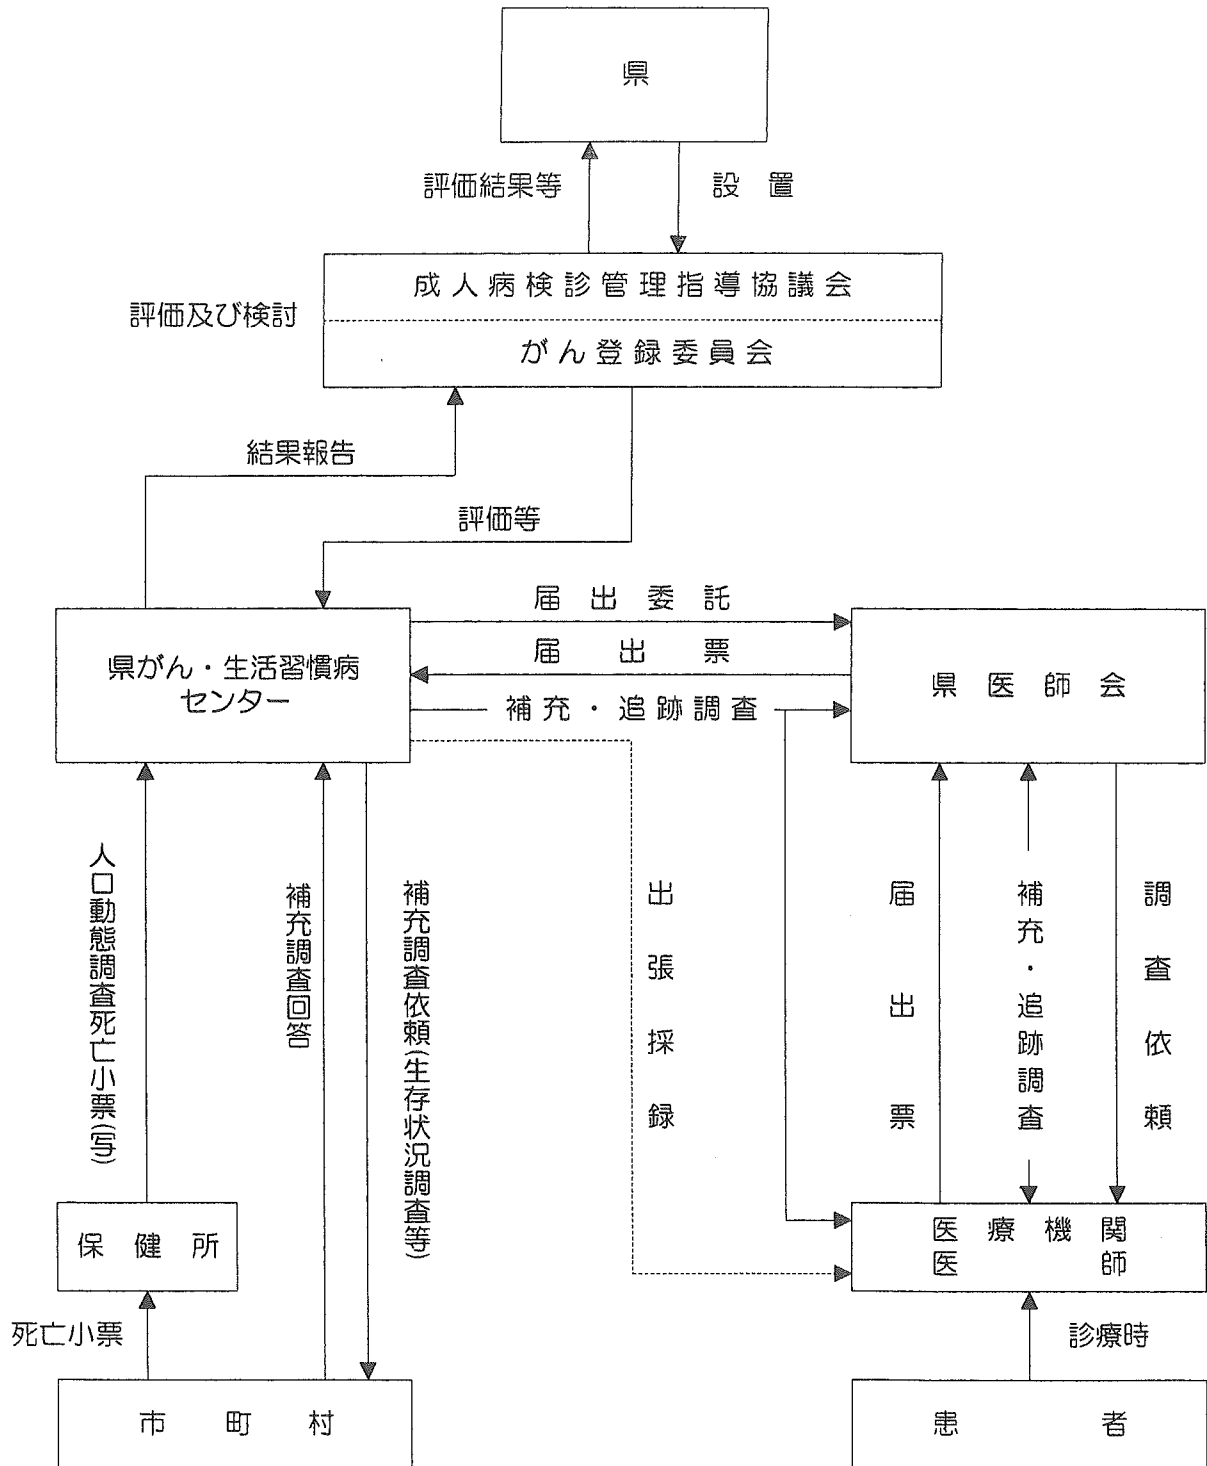 県
評価結果等
設置
成人病検診管理指導協議会
評価及び検討
がん登録委員会
結果報告
評価等
届出委託
届出票
県がん・生活習慣病
センター
補充・追跡調査
県医師会
人口動態調査死亡小票(写)
補充調査回答
補充調査依頼(生存状況調査等)
出張採録
届出票
補充・追跡調査
調査依頼
保健所
医療機関
医師
死亡小票
診療時
市町村
患者